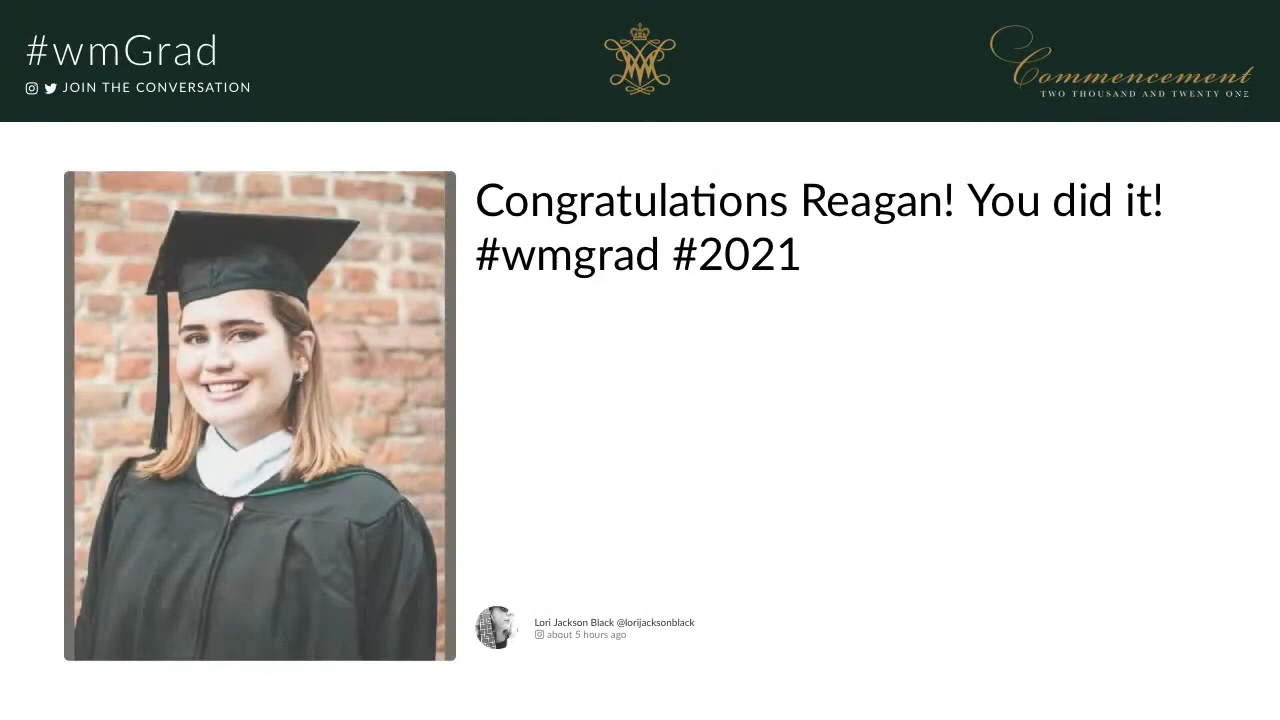 #wmGrad
JOIN THE CONVERSATION
Commencement
TWO THOUSAND AND TWENTY ONE
Congratulations Reagan! You did it!
#wmgrad #2021
Lori Jackson Black @lorijacksonblack
about 5 hours ago